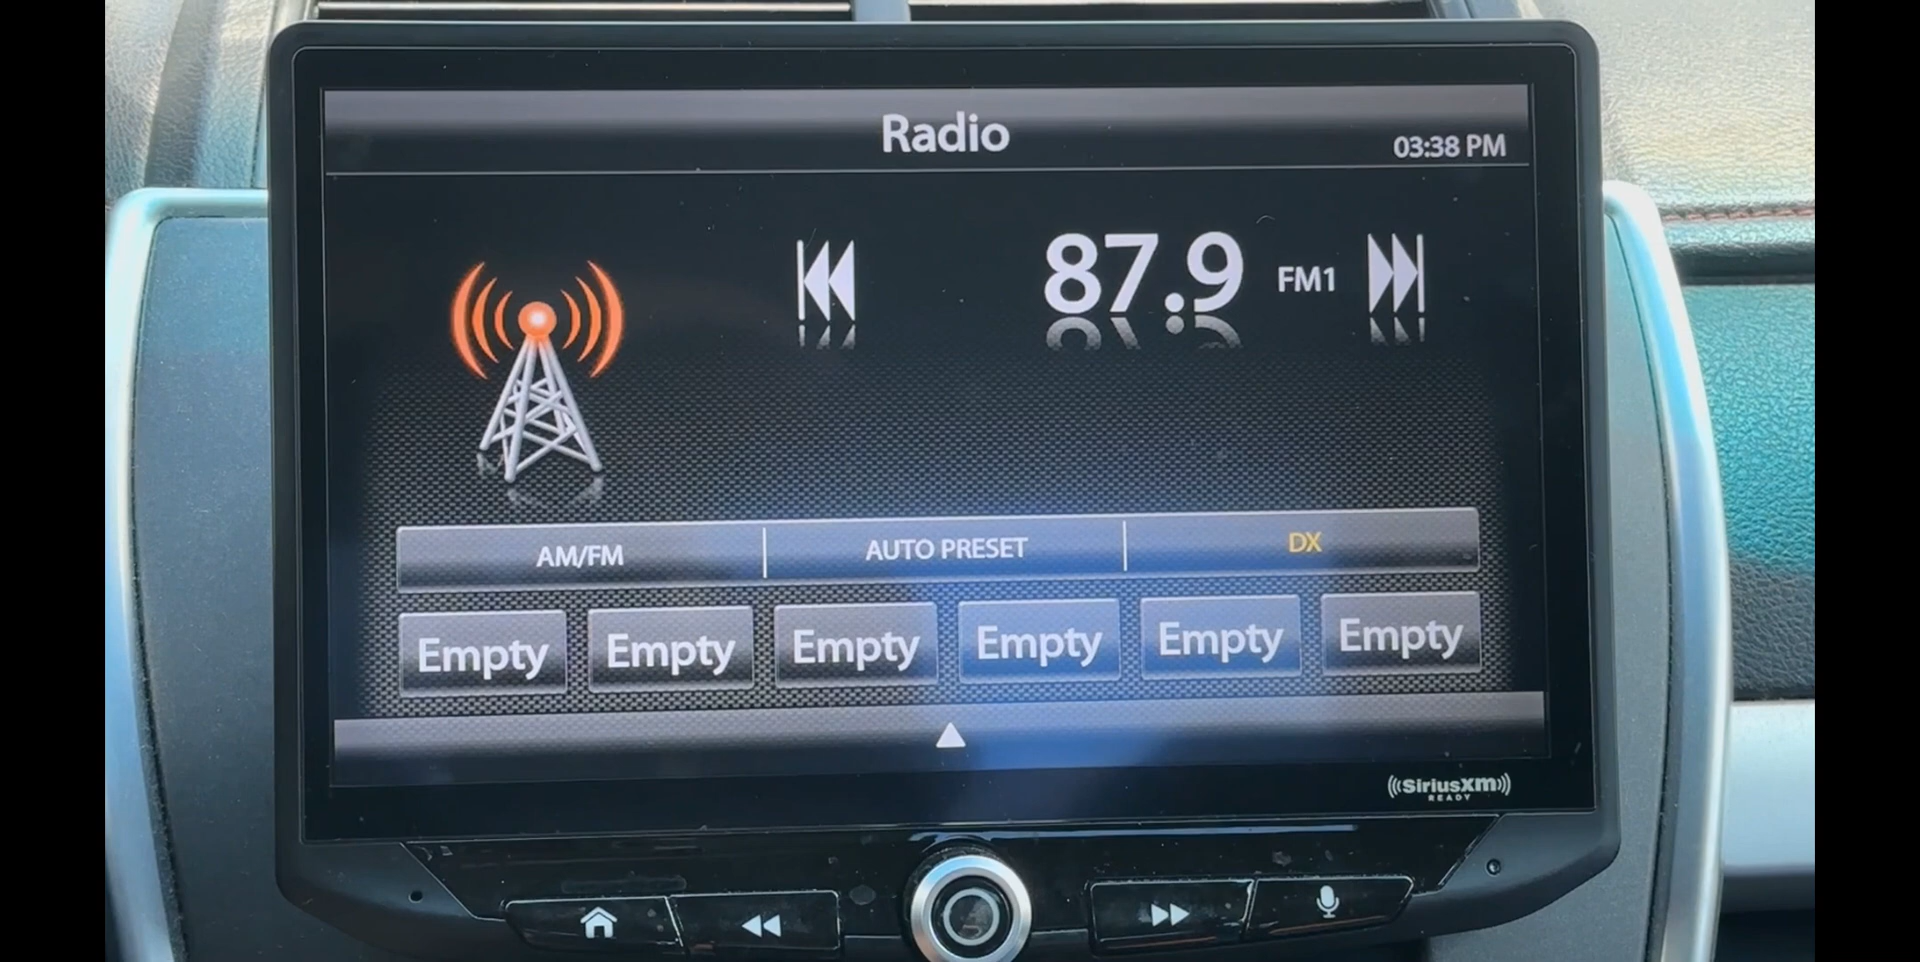 Radio
03:38 PM
87.9 FM1
AM/FM AUTO PRESET DX
Empty Empty Empty Empty Empty Empty
((SiriusXM))
READY